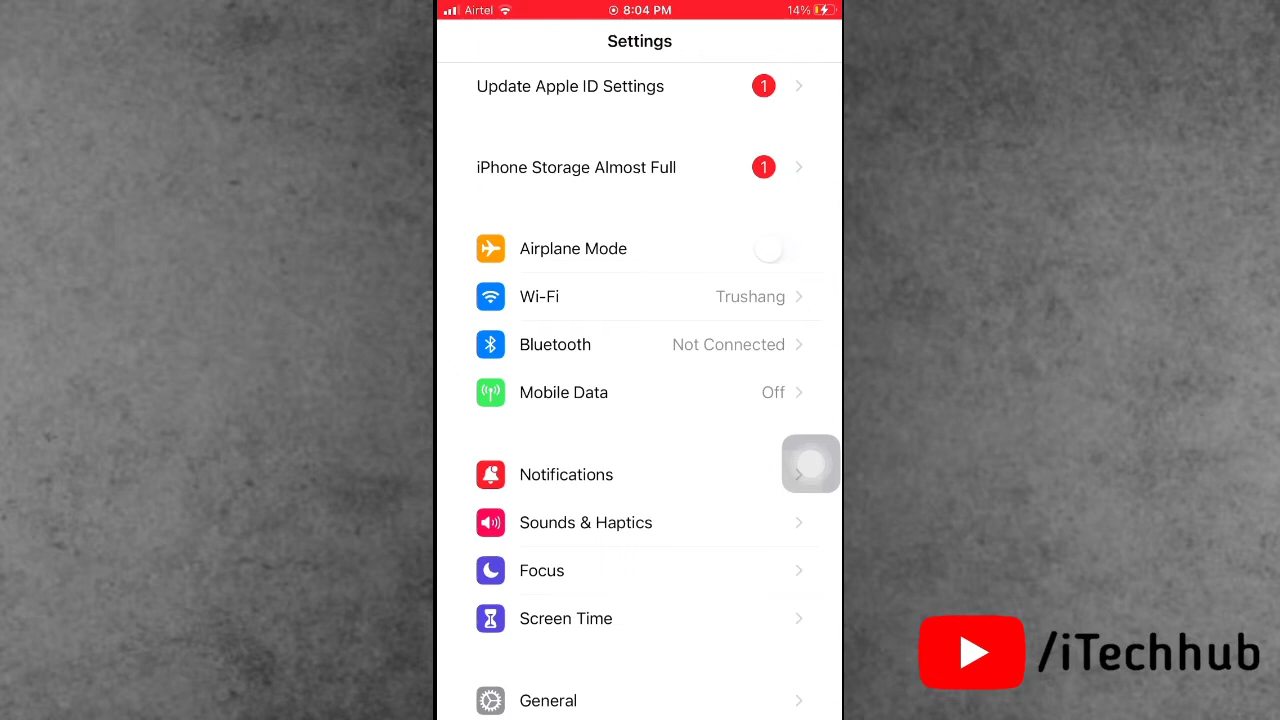 Airtel 8:04 PM 14%
Settings
Update Apple ID Settings 1
iPhone Storage Almost Full 1
Airplane Mode
Wi-Fi Trushang
Bluetooth Not Connected
Mobile Data Off
Notifications
Sounds & Haptics
Focus
Screen Time
General
/iTechhub